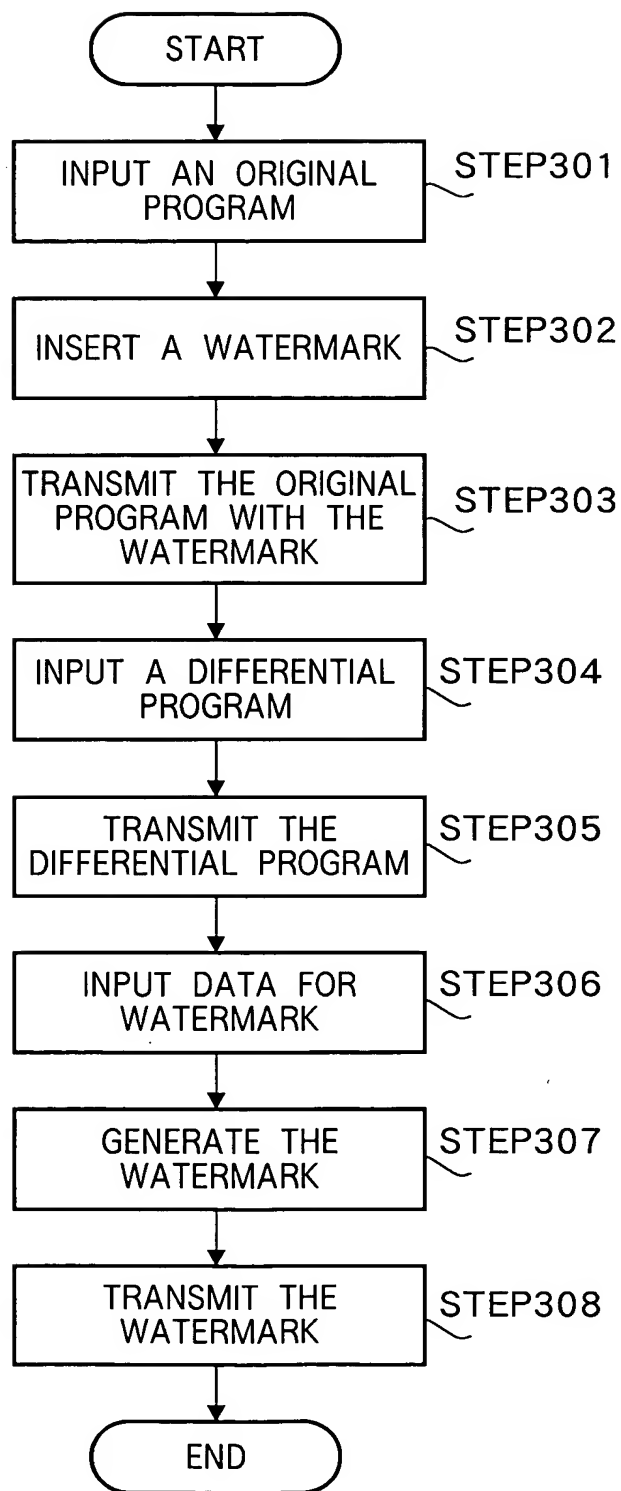 START
INPUT AN ORIGINAL
PROGRAM
STEP301
INSERT A WATERMARK
STEP302
TRANSMIT THE ORIGINAL
PROGRAM WITH THE
WATERMARK
STEP303
INPUT A DIFFERENTIAL
PROGRAM
STEP304
TRANSMIT THE
DIFFERENTIAL PROGRAM
STEP305
INPUT DATA FOR
WATERMARK
STEP306
GENERATE THE
WATERMARK
STEP307
TRANSMIT THE
WATERMARK
STEP308
END